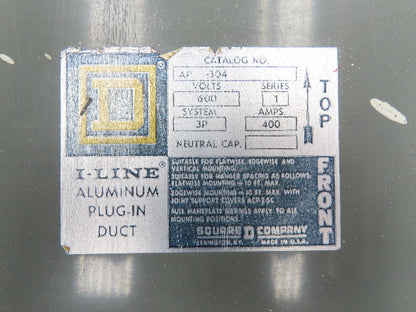 CATALOG NO.
AP -304
VOLTS SERIES
600 1
SYSTEM AMPS.
3P 400
NEUTRAL CAP.
TOP
FRONT
I-LINE®
ALUMINUM
PLUG-IN
DUCT
SUITABLE FOR FLATWISE, EDGEWISE AND
VERTICAL MOUNTING.
SUITABLE FOR HANGER SPACING AS FOLLOWS:
FLATWISE MOUNTING - 10 FT. MAX.
EDGEWISE MOUNTING - 10 FT. MAX. WITH
JOINT SUPPORT COVERS
FULL NAMEPLATE RATINGS APPLY TO ALL
MOUNTING POSITIONS.
SQUARE D COMPANY
LEXINGTON, KY. MADE IN U.S.A.